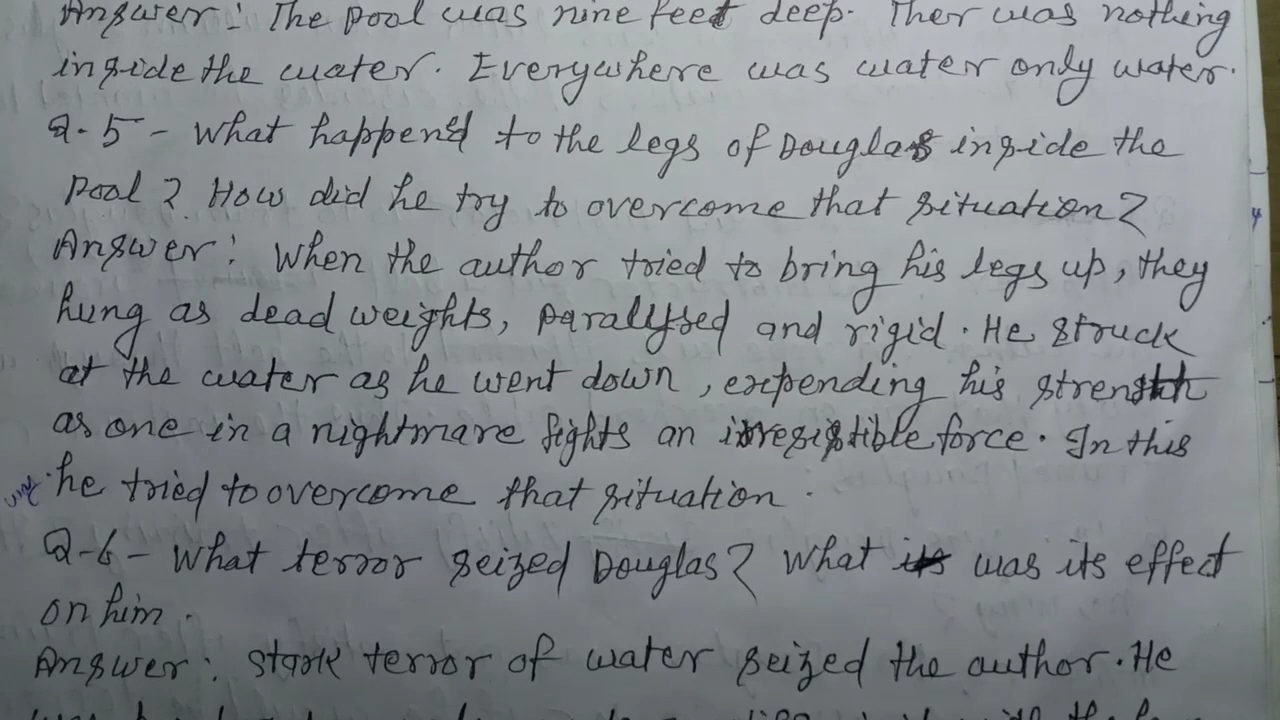 Answer: The pool was nine feet deep. Ther was nothing
inside the water. Everywhere was water only water.
Q.5- What happened to the legs of Douglas inside the
pool? How did he try to overcome that situation?
Answer: When the author tried to bring his legs up, they
hung as dead weights, paralysed and rigid. He struck
at the water as he went down, expending his strenth
as one in a nightmare fights an irresistible force. In this
way he tried to overcome that situation.
Q-6- What terror seized Douglas? What was its effect
on him.
Answer: Stark terror of water seized the author. He